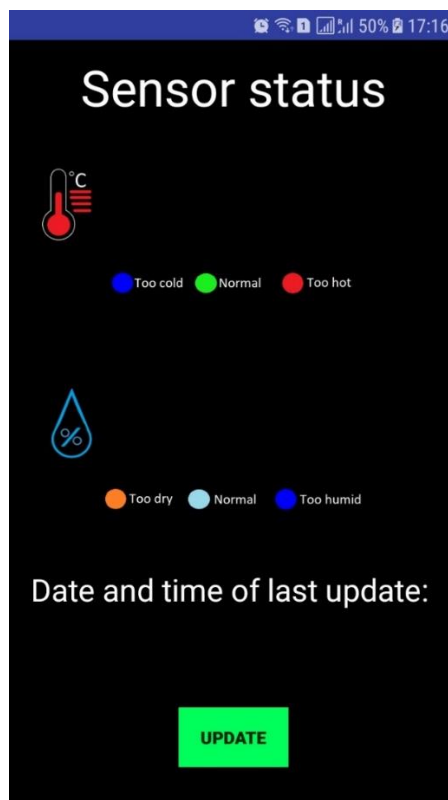 1 50% 17:16
Sensor status
°C
Too cold Normal Too hot
%
Too dry Normal Too humid
Date and time of last update:
UPDATE